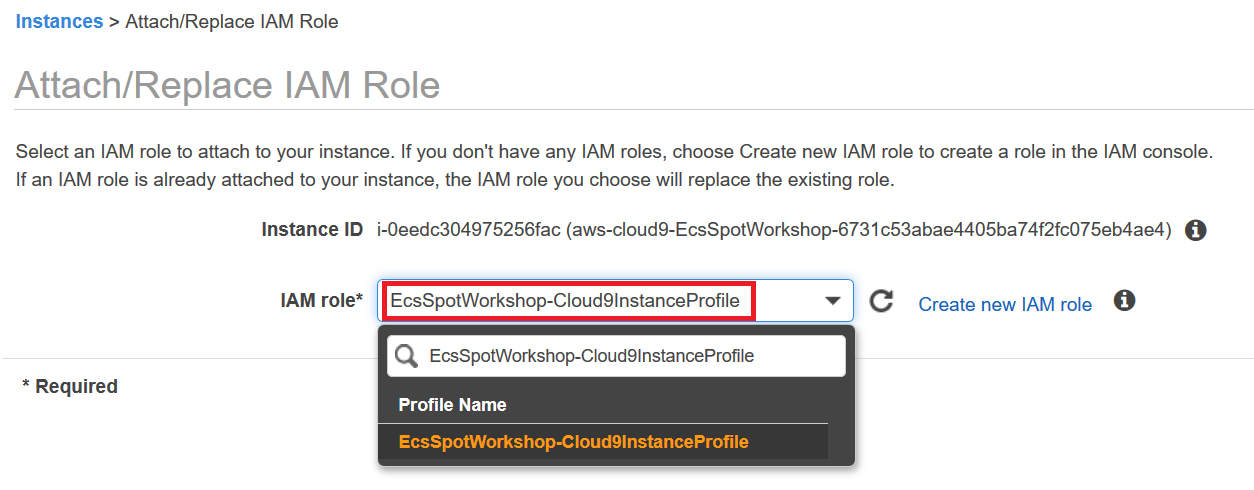 Instances > Attach/Replace IAM Role
Attach/Replace IAM Role
Select an IAM role to attach to your instance. If you don't have any IAM roles, choose Create new IAM role to create a role in the IAM console.
If an IAM role is already attached to your instance, the IAM role you choose will replace the existing role.
Instance ID i-0eedc304975256fac (aws-cloud9-EcsSpotWorkshop-6731c53abae4405ba74f2fc075eb4ae4)
IAM role* EcsSpotWorkshop-Cloud9InstanceProfile Create new IAM role
EcsSpotWorkshop-Cloud9InstanceProfile
* Required
Profile Name
EcsSpotWorkshop-Cloud9InstanceProfile